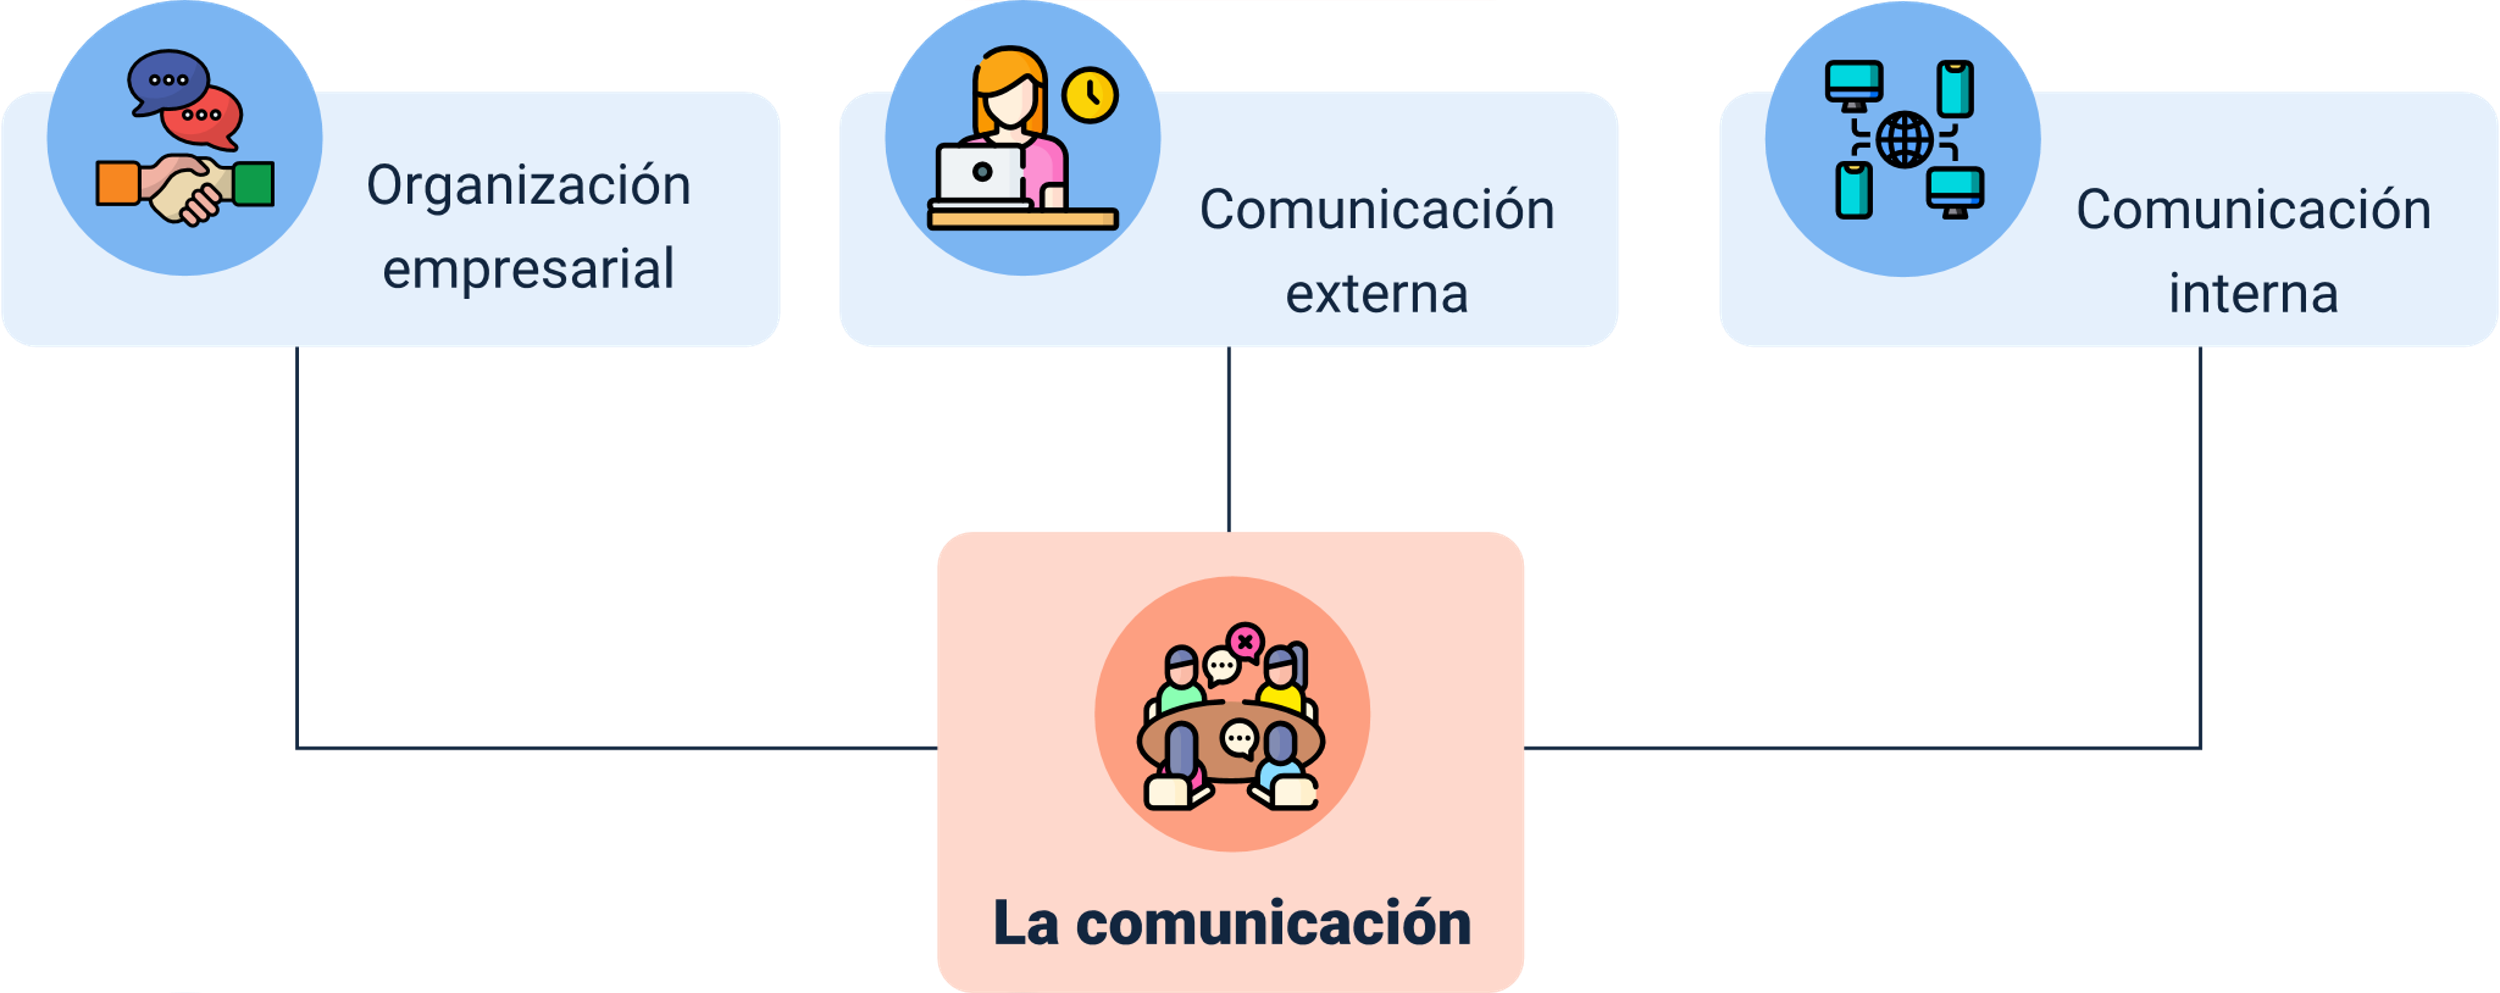 Organización
empresarial
Comunicación
externa
Comunicación
interna
La comunicación